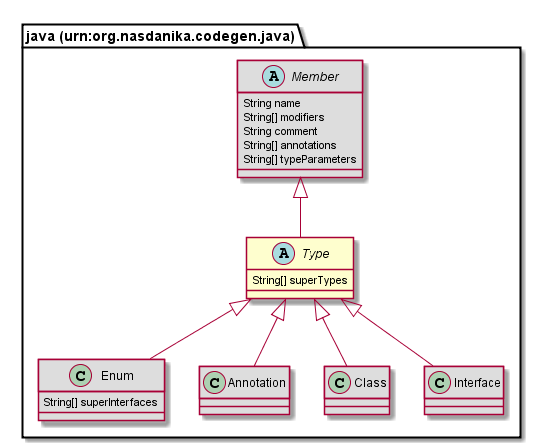 java (urn:org.nasdanika.codegen.java)
A Member
String name
String[] modifiers
String comment
String[] annotations
String[] typeParameters
A Type
String[] superTypes
C Enum
String[] superInterfaces
C Annotation
C Class
C Interface